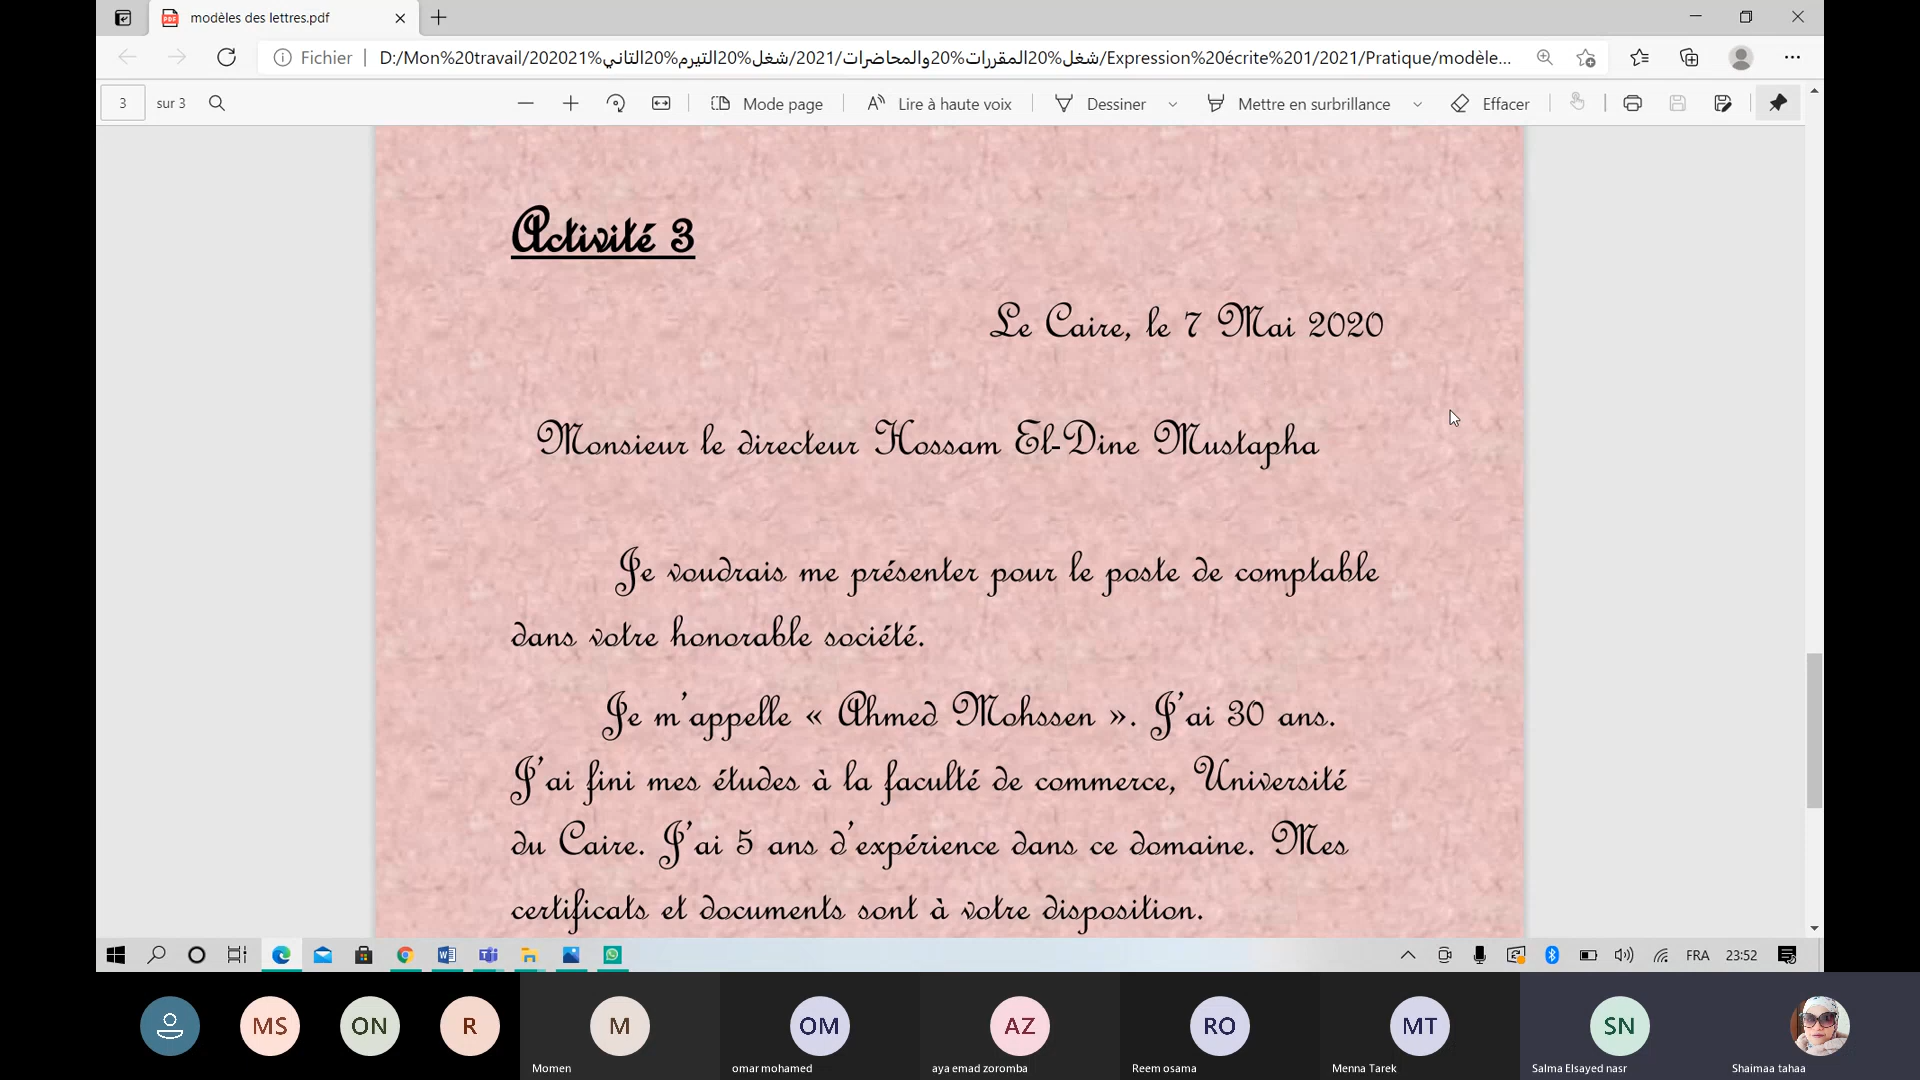 modèles des lettres.pdf
Fichier D:/Mon%20travail/202021%شغل%20التيرم%20الثاني/2021/شغل%20المقررات%20والمحاضرات/Expression%20écrite%201/2021/Pratique/modèle...
3 sur 3 Mode page Lire à haute voix Dessiner Mettre en surbrillance Effacer
Activité 3
Le Caire, le 7 Mai 2020
Monsieur le directeur Hossam El-Dine Mustapha
Je voudrais me présenter pour le poste de comptable
dans votre honorable société.
Je m'appelle « Ahmed Mohssen ». J'ai 30 ans.
J'ai fini mes études à la faculté de commerce, Université
du Caire. J'ai 5 ans d'expérience dans ce domaine. Mes
certificats et documents sont à votre disposition.
FRA 23:52
MS ON R M OM AZ RO MT SN
Momen omar mohamed aya emad zoromba Reem osama Menna Tarek Salma Elsayed nasr Shaimaa tahaa